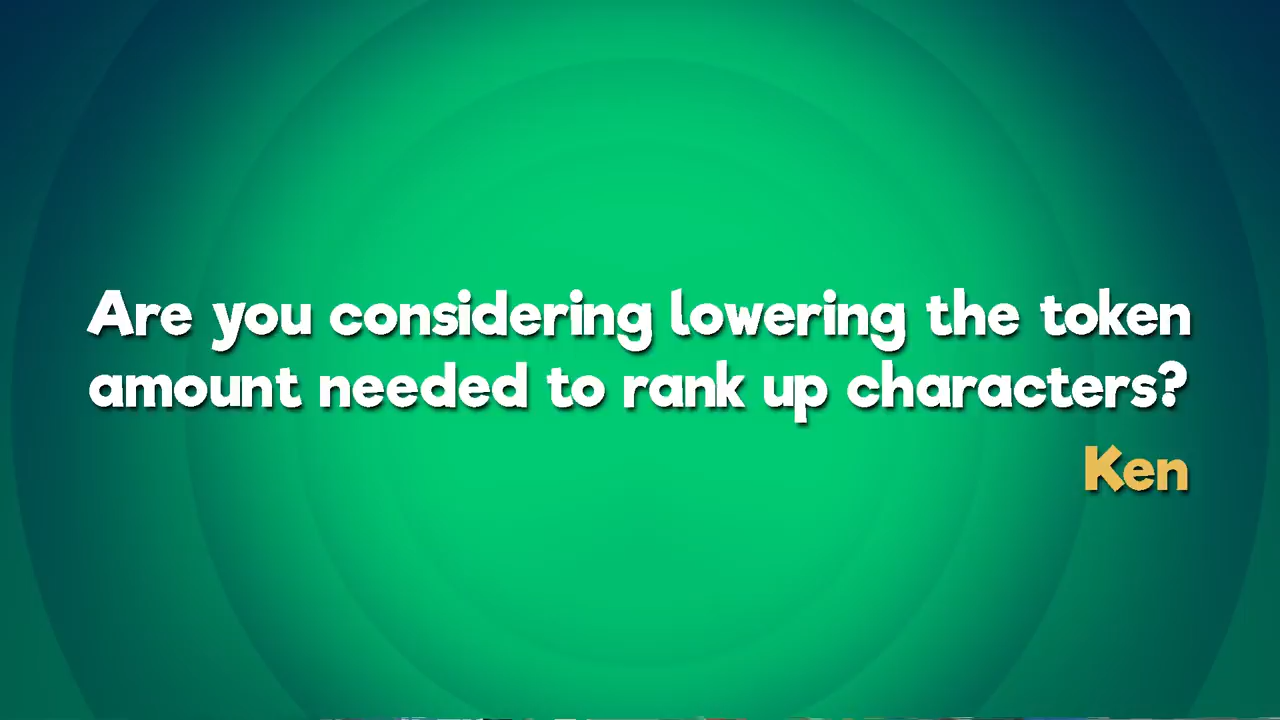 Are you considering lowering the token
amount needed to rank up characters?
Ken